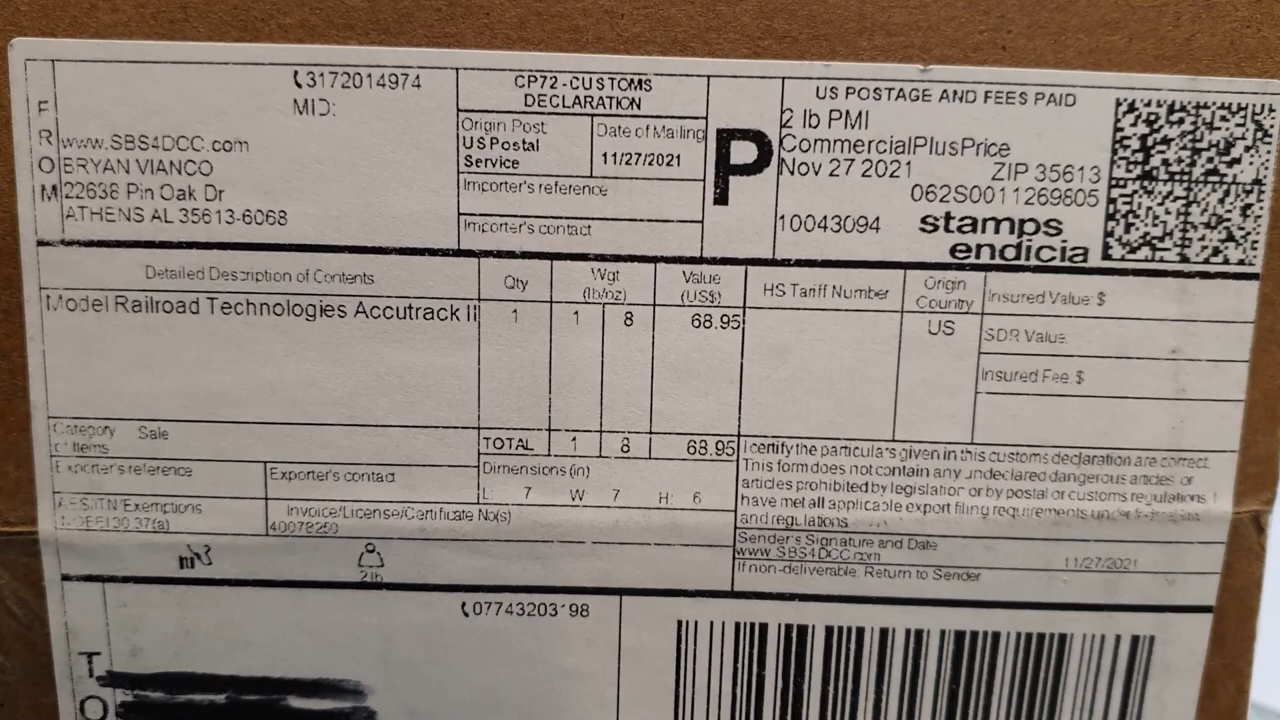 3172014974
MID:
FROM
www.SBS4DCC.com
BRYAN VIANCO
22638 Pin Oak Dr
ATHENS AL 35613-6068
CP72-CUSTOMS
DECLARATION
Origin Post
US Postal
Service
Date of Mailing
11/27/2021
Importer's reference
Importer's contact
P
US POSTAGE AND FEES PAID
2 lb PMI
CommercialPlusPrice
Nov 27 2021 ZIP 35613
062S0011269805
10043094
stamps
endicia
Detailed Description of Contents
Qty
Wgt
(lb/oz)
Value
(US$)
HS Tariff Number
Origin
Country
Insured Value: $
Model Railroad Technologies Accutrack II 1 1 8 68.95 US
SDR Value:
Insured Fee: $
Category Sale
of Items
TOTAL 1 8 68.95
Exporter's reference
Exporter's contact
Dimensions (in)
L: 7 W: 7 H: 6
AES/ITN/Exemptions
30.37(a)
Invoice/License/Certificate No(s)
40078250
m3
2lb
I certify the particulars given in this customs declaration are correct.
This form does not contain any undeclared dangerous articles, or
articles prohibited by legislation or by postal or customs regulations. I
have met all applicable export filing requirements under federal laws
and regulations
Sender's Signature and Date
www.SBS4DCC.com 11/27/2021
If non-deliverable: Return to Sender
TO